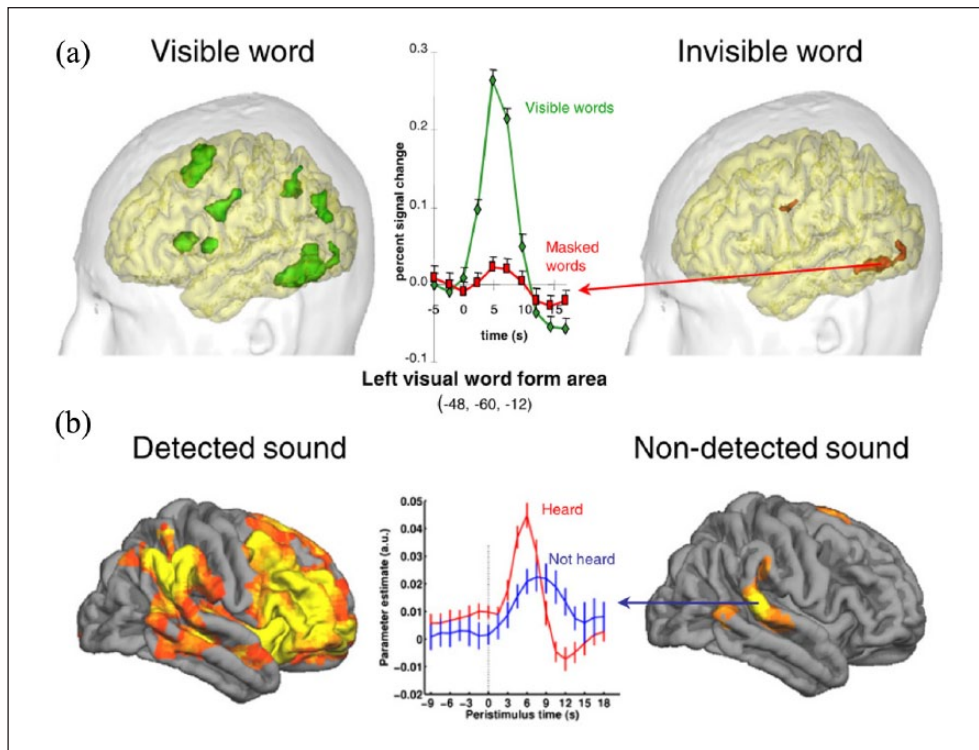 (a)
Visible word
Invisible word
percent signal change
0.3
0.2
0.1
0.0
-0.1
Visible words
Masked
words
-5 0 5 10 15
time (s)
Left visual word form area
(-48, -60, -12)
(b)
Detected sound
Non-detected sound
Parameter estimate (a.u.)
0.05
0.04
0.03
0.02
0.01
0
-0.01
-0.02
Heard
Not heard
-9 -6 -3 0 3 6 9 12 15 18
Peristimulus time (s)